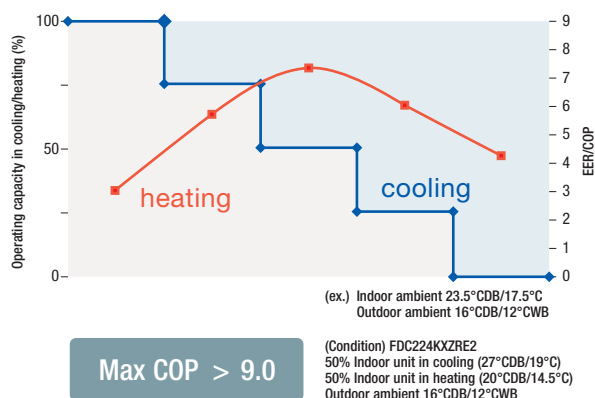 Operating capacity in cooling/heating (%)
100
50
0
heating
cooling
9
8
7
6
5
4
3
2
1
0
EER/COP
(ex.) Indoor ambient 23.5°CDB/17.5°C
Outdoor ambient 16°CDB/12°CWB
Max COP > 9.0
(Condition) FDC224KXZRE2
50% Indoor unit in cooling (27°CDB/19°C)
50% Indoor unit in heating (20°CDB/14.5°C)
Outdoor ambient 16°CDB/12°CWB